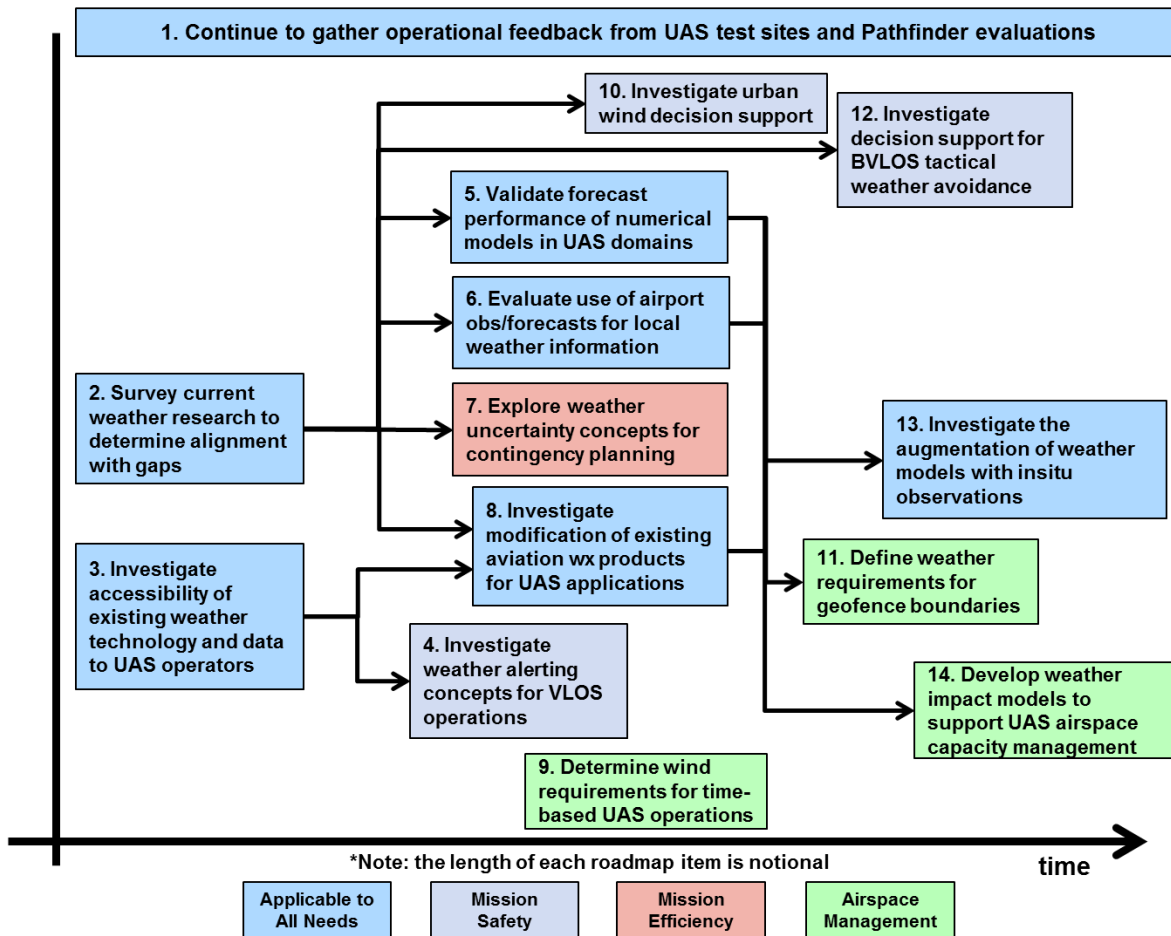 1. Continue to gather operational feedback from UAS test sites and Pathfinder evaluations
10. Investigate urban
wind decision support
12. Investigate
decision support for
BVLOS tactical
weather avoidance
5. Validate forecast
performance of numerical
models in UAS domains
6. Evaluate use of airport
obs/forecasts for local
weather information
2. Survey current
weather research to
determine alignment
with gaps
7. Explore weather
uncertainty concepts for
contingency planning
13. Investigate the
augmentation of weather
models with insitu
observations
8. Investigate
modification of existing
aviation wx products
for UAS applications
3. Investigate
accessibility of
existing weather
technology and data
to UAS operators
11. Define weather
requirements for
geofence boundaries
4. Investigate
weather alerting
concepts for VLOS
operations
14. Develop weather
impact models to
support UAS airspace
capacity management
9. Determine wind
requirements for time-
based UAS operations
*Note: the length of each roadmap item is notional
time
Applicable to
All Needs
Mission
Safety
Mission
Efficiency
Airspace
Management